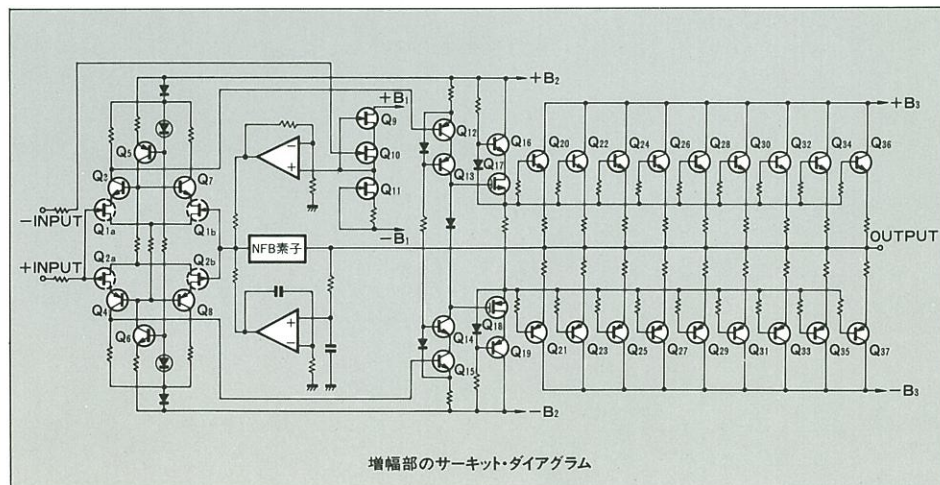 +B₁
+B₂
+B₃
Q₉
Q₁₂
Q₁₆
Q₂₀
Q₂₂
Q₂₄
Q₂₆
Q₂₈
Q₃₀
Q₃₂
Q₃₄
Q₃₆
Q₅
Q₁₀
Q₁₃
Q₁₇
Q₃
Q₇
Q₁₁
−INPUT
Q₁a
Q₁b
−B₁
NFB素子
OUTPUT
+INPUT
Q₂a
Q₂b
Q₄
Q₈
Q₆
Q₁₄
Q₁₈
Q₁₅
Q₁₉
Q₂₁
Q₂₃
Q₂₅
Q₂₇
Q₂₉
Q₃₁
Q₃₃
Q₃₅
Q₃₇
−B₂
−B₃
増幅部のサーキット・ダイアグラム